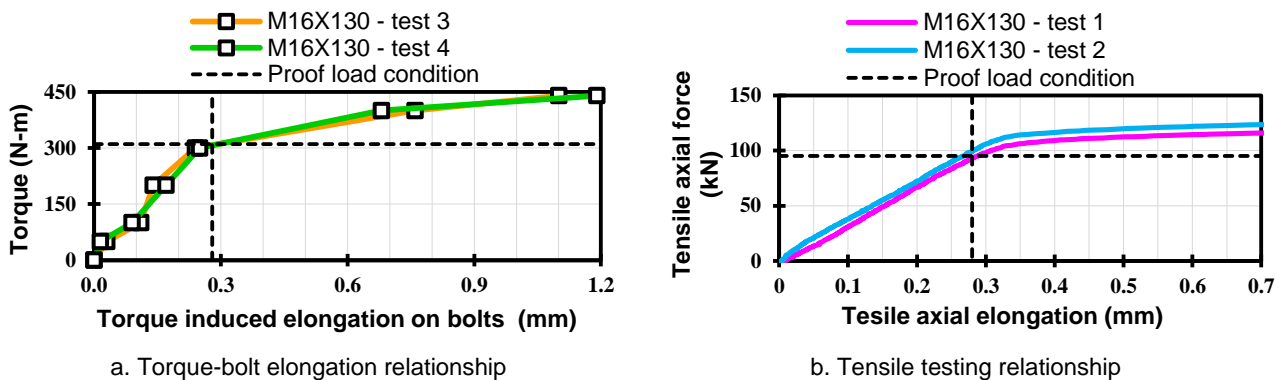 M16X130 - test 3
M16X130 - test 4
Proof load condition
Torque (N-m)
450
300
150
0
0.0 0.3 0.6 0.9 1.2
Torque induced elongation on bolts (mm)
a. Torque-bolt elongation relationship
M16X130 - test 1
M16X130 - test 2
Proof load condition
Tensile axial force
(kN)
150
100
50
0
0 0.1 0.2 0.3 0.4 0.5 0.6 0.7
Tesile axial elongation (mm)
b. Tensile testing relationship